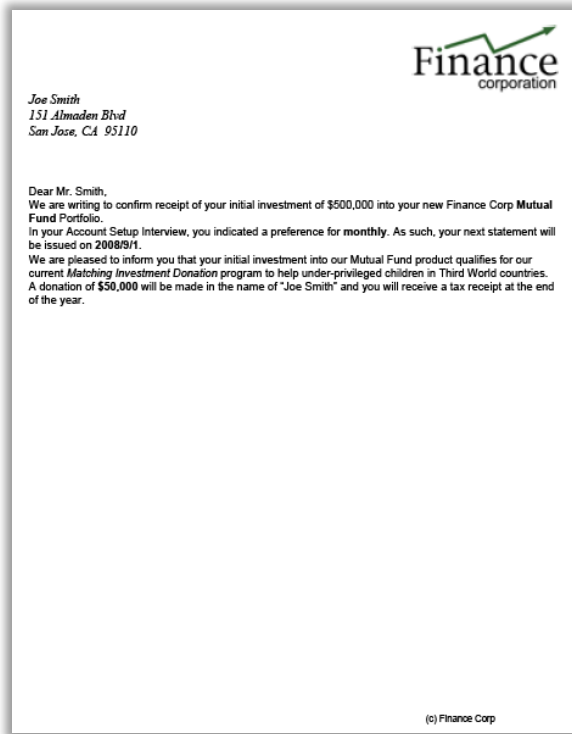 Finance
corporation
Joe Smith
151 Almaden Blvd
San Jose, CA 95110
Dear Mr. Smith,
We are writing to confirm receipt of your initial investment of $500,000 into your new Finance Corp Mutual
Fund Portfolio.
In your Account Setup Interview, you indicated a preference for monthly. As such, your next statement will
be issued on 2008/9/1.
We are pleased to inform you that your initial investment into our Mutual Fund product qualifies for our
current Matching Investment Donation program to help under-privileged children in Third World countries.
A donation of $50,000 will be made in the name of "Joe Smith" and you will receive a tax receipt at the end
of the year.
(c) Finance Corp